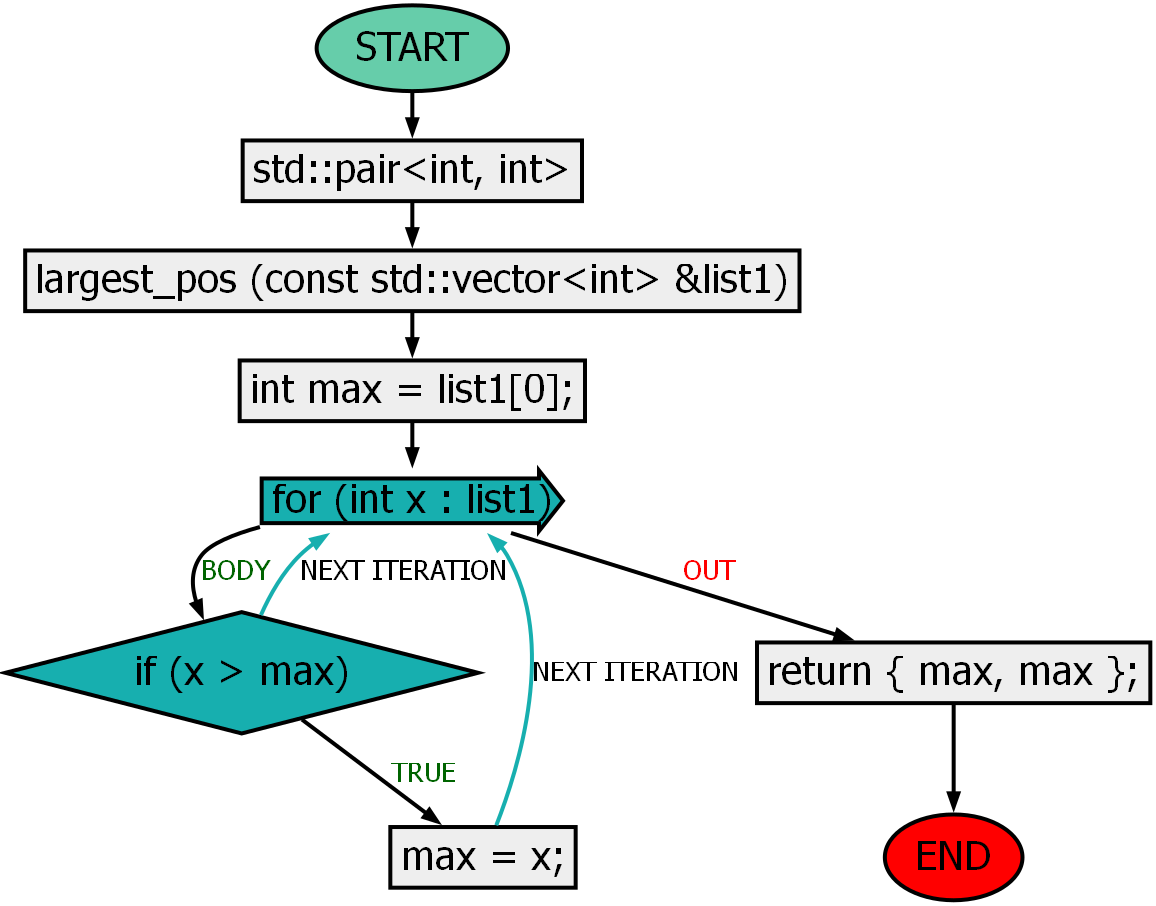 START
std::pair<int, int>
largest_pos (const std::vector<int> &list1)
int max = list1[0];
for (int x : list1)
BODY
NEXT ITERATION
OUT
if (x > max)
NEXT ITERATION
return { max, max };
TRUE
max = x;
END